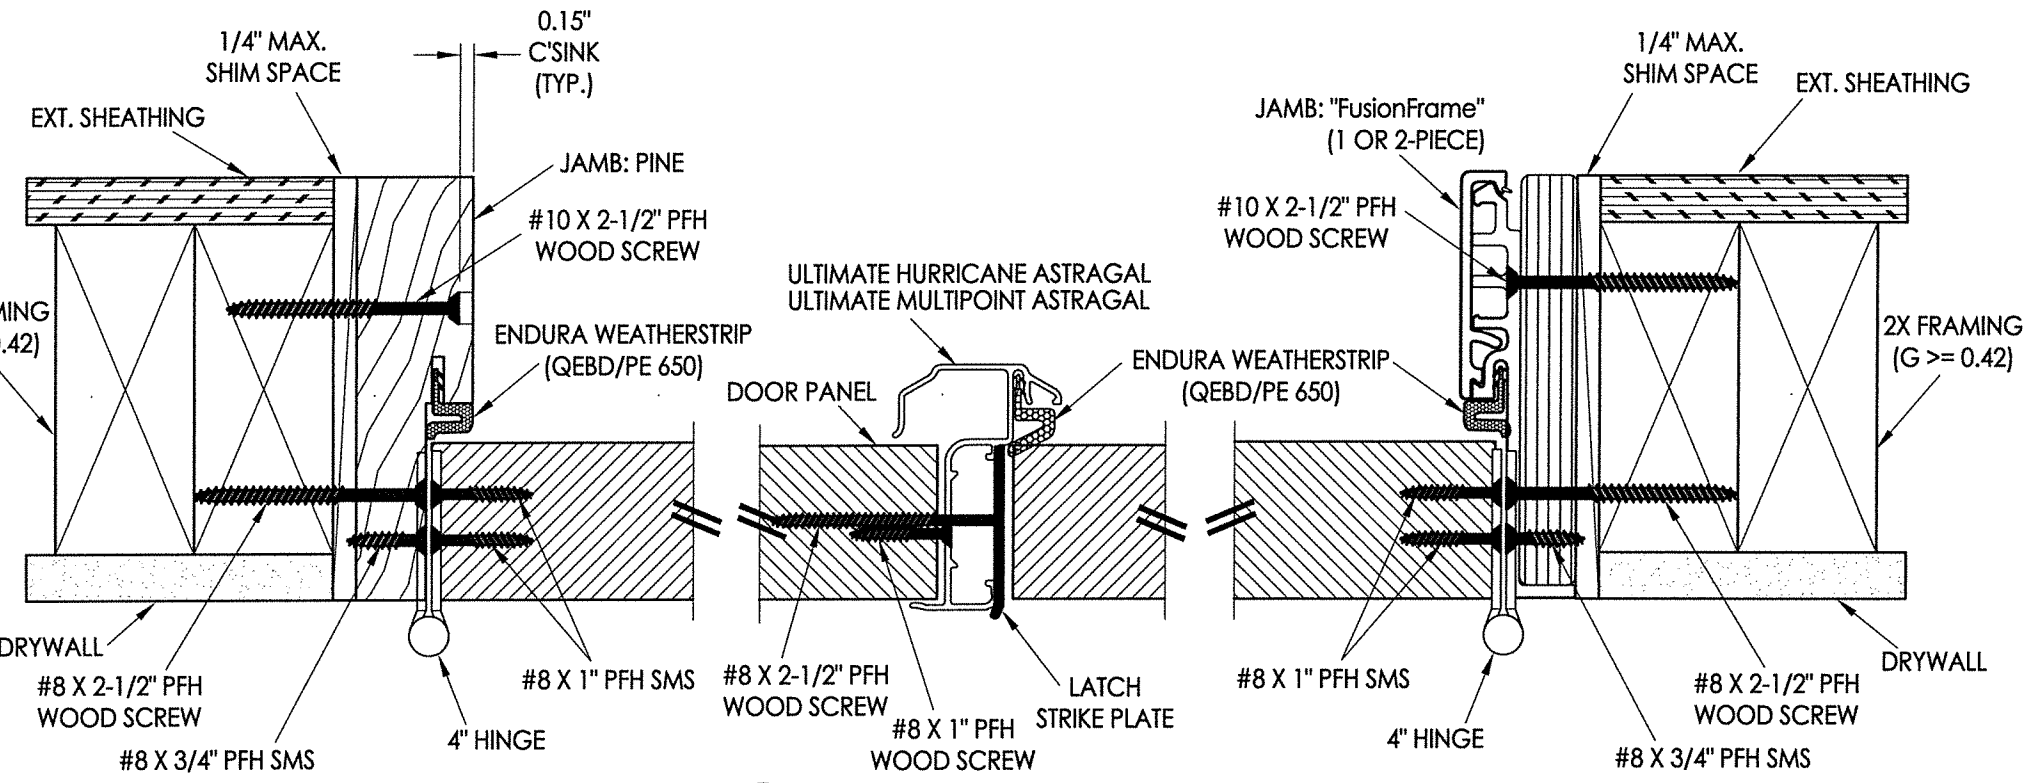 0.15"
C'SINK
(TYP.)
1/4" MAX.
SHIM SPACE
EXT. SHEATHING
JAMB: PINE
#10 X 2-1/2" PFH
WOOD SCREW
ENDURA WEATHERSTRIP
(QEBD/PE 650)
DRYWALL
#8 X 2-1/2" PFH
WOOD SCREW
#8 X 3/4" PFH SMS
4" HINGE
#8 X 1" PFH SMS
ULTIMATE HURRICANE ASTRAGAL
ULTIMATE MULTIPOINT ASTRAGAL
DOOR PANEL
ENDURA WEATHERSTRIP
(QEBD/PE 650)
#8 X 2-1/2" PFH
WOOD SCREW
#8 X 1" PFH
WOOD SCREW
LATCH
STRIKE PLATE
1/4" MAX.
SHIM SPACE
EXT. SHEATHING
JAMB: "FusionFrame"
(1 OR 2-PIECE)
#10 X 2-1/2" PFH
WOOD SCREW
2X FRAMING
(G >= 0.42)
#8 X 1" PFH SMS
4" HINGE
#8 X 2-1/2" PFH
WOOD SCREW
#8 X 3/4" PFH SMS
DRYWALL